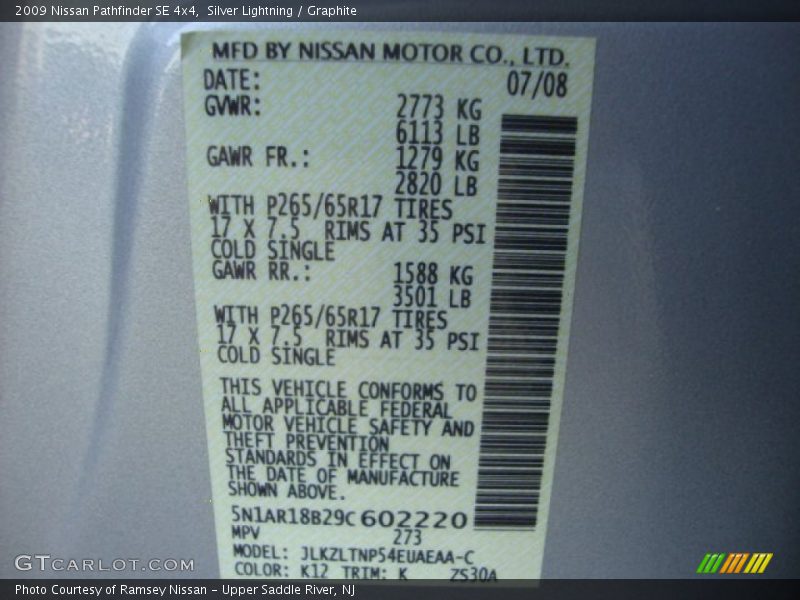 2009 Nissan Pathfinder SE 4x4,  Silver Lightning / Graphite
MFD BY NISSAN MOTOR CO., LTD.
DATE: 07/08
GVWR: 2773 KG
6113 LB
GAWR FR.: 1279 KG
2820 LB
WITH P265/65R17 TIRES
17 X 7.5 RIMS AT 35 PSI
COLD SINGLE
GAWR RR.: 1588 KG
3501 LB
WITH P265/65R17 TIRES
17 X 7.5 RIMS AT 35 PSI
COLD SINGLE
THIS VEHICLE CONFORMS TO
ALL APPLICABLE FEDERAL
MOTOR VEHICLE SAFETY AND
THEFT PREVENTION
STANDARDS IN EFFECT ON
THE DATE OF MANUFACTURE
SHOWN ABOVE.
5N1AR18B29C602220
MPV 273
MODEL: JLKZLTNP54EUAEAA-C
COLOR: K12 TRIM: K ZS30A
GTCARLOT.COM
Photo Courtesy of Ramsey Nissan - Upper Saddle River, NJ